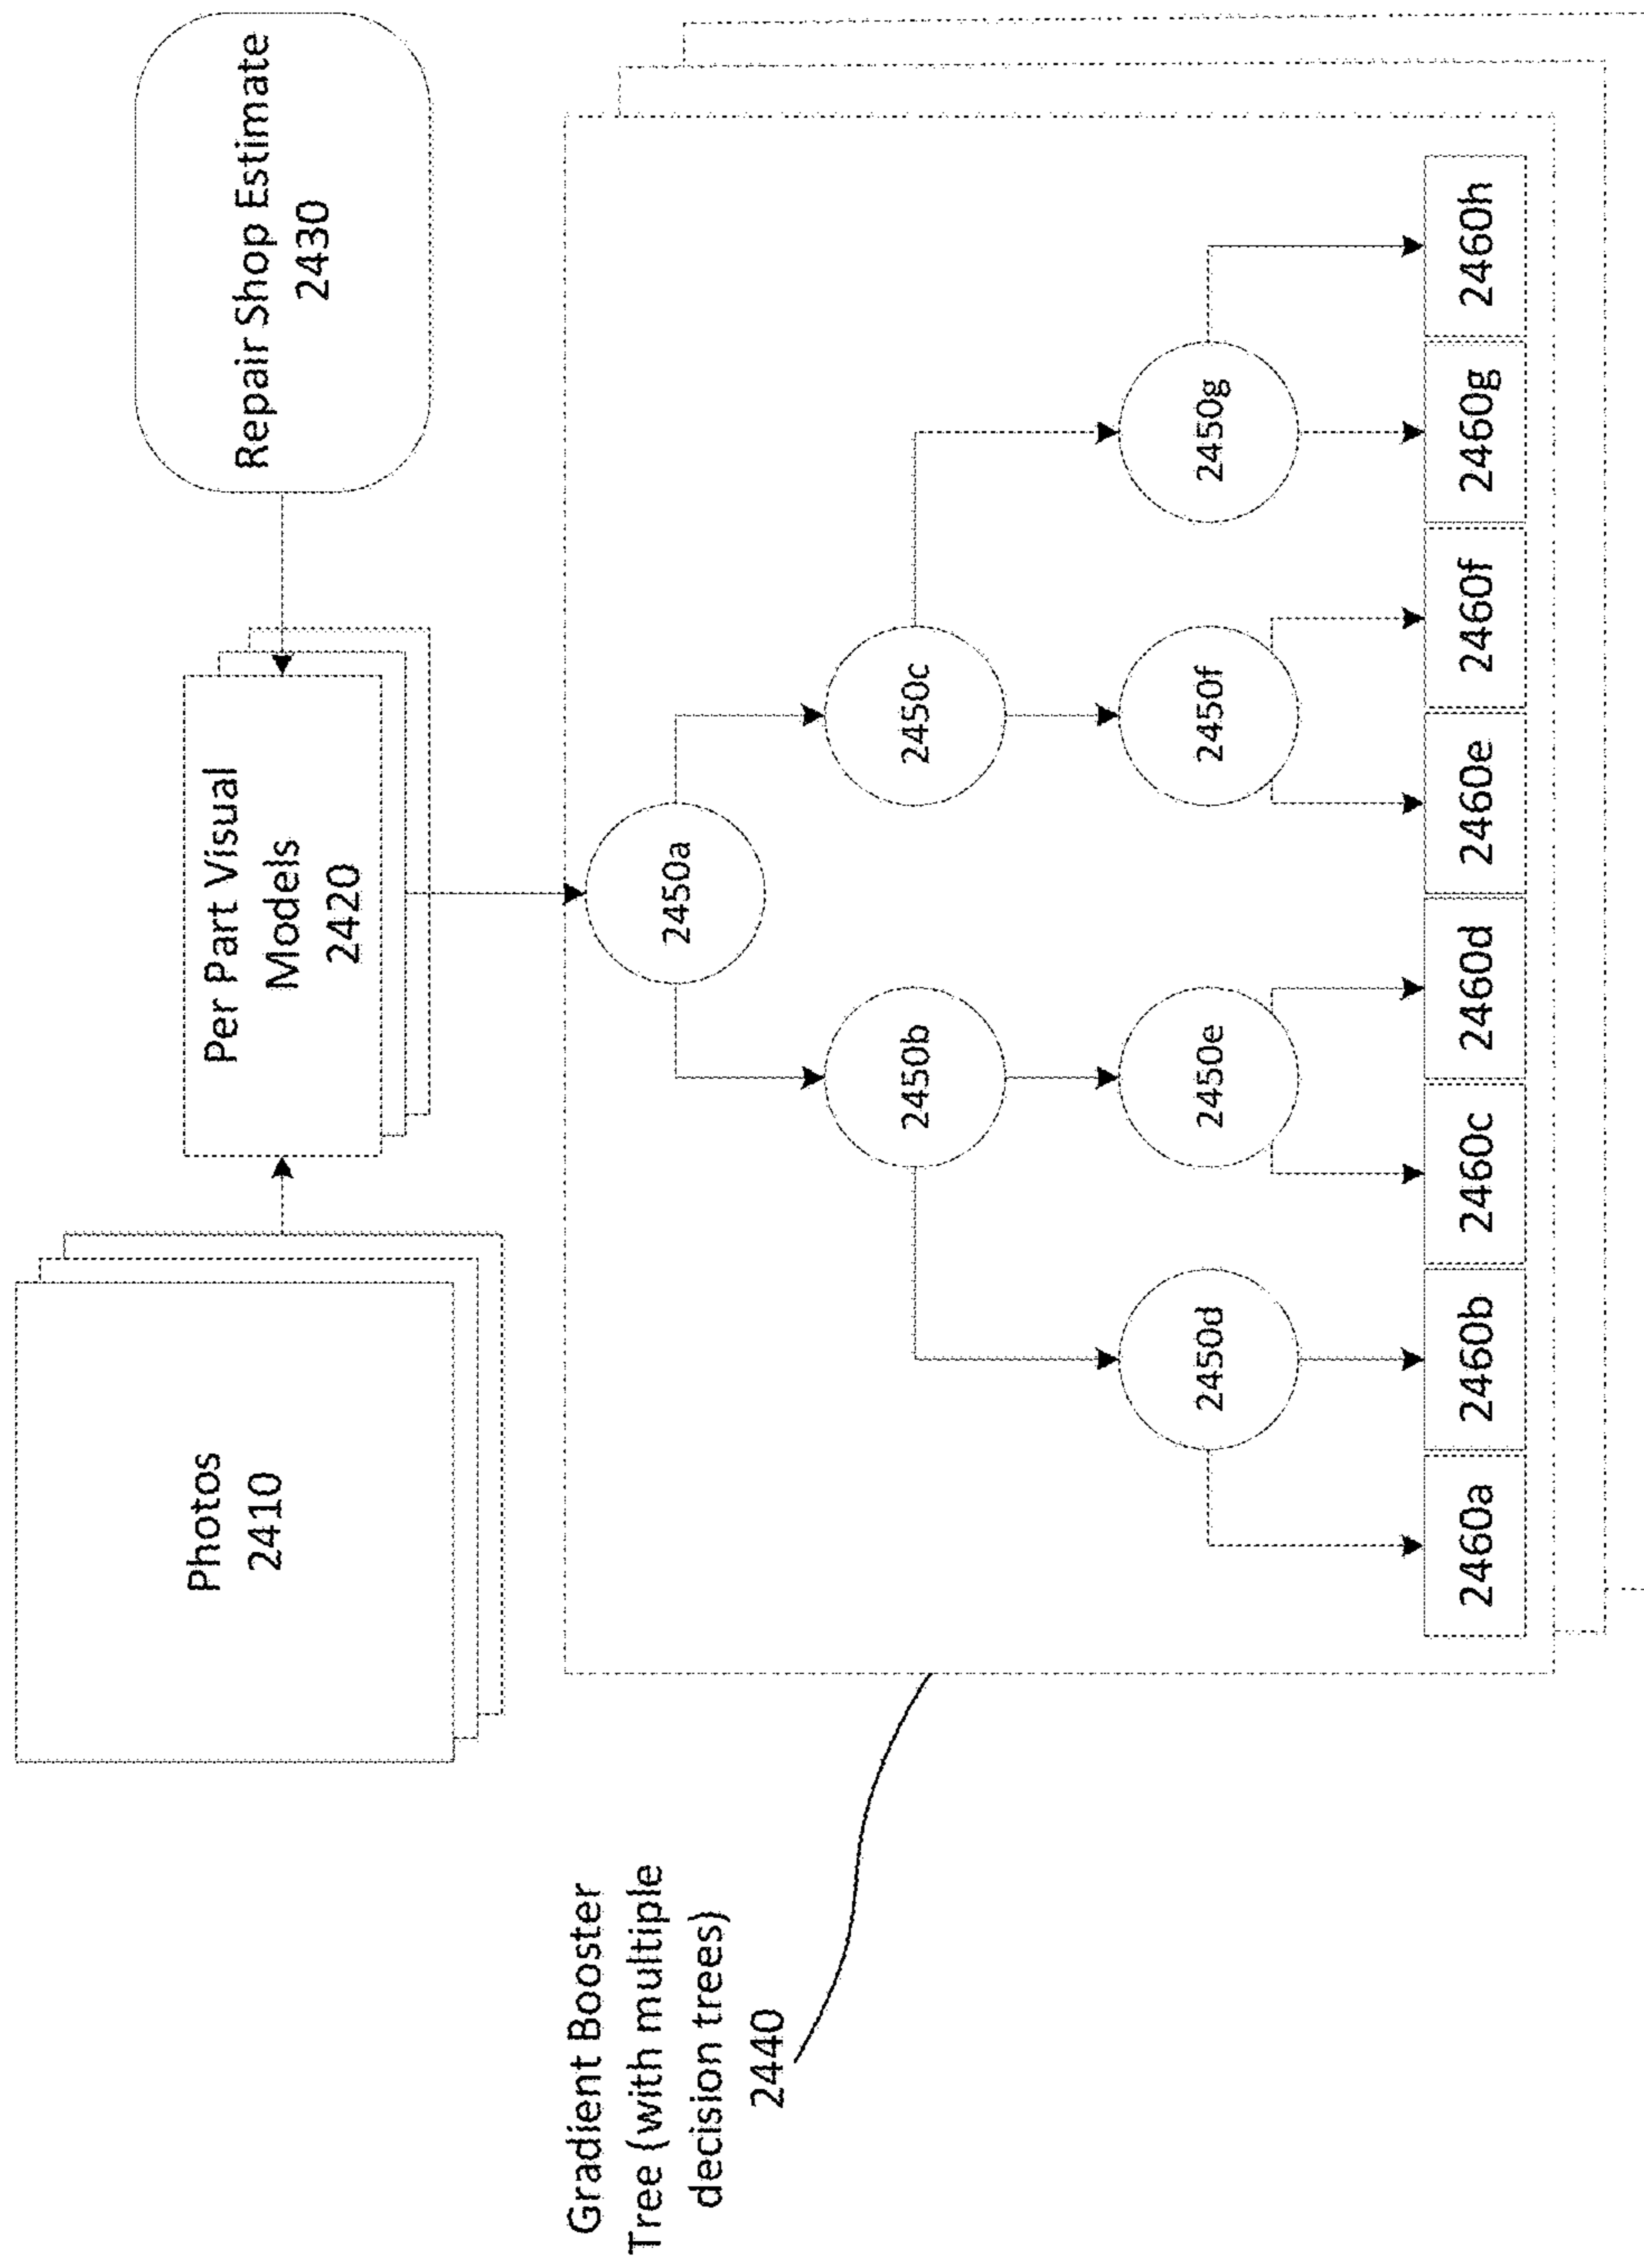 Photos
2410
Per Part Visual
Models
2420
Repair Shop Estimate
2430
Gradient Booster
Tree (with multiple
decision trees)
2440
2450a
2450b
2450c
2450d
2450e
2450f
2450g
2460a
2460b
2460c
2460d
2460e
2460f
2460g
2460h